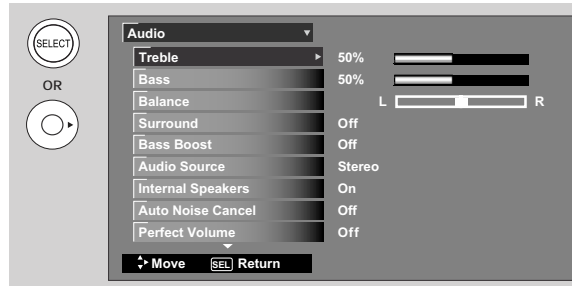 SELECT
OR
Audio
Treble 50%
Bass 50%
Balance L R
Surround Off
Bass Boost Off
Audio Source Stereo
Internal Speakers On
Auto Noise Cancel Off
Perfect Volume Off
Move SEL Return